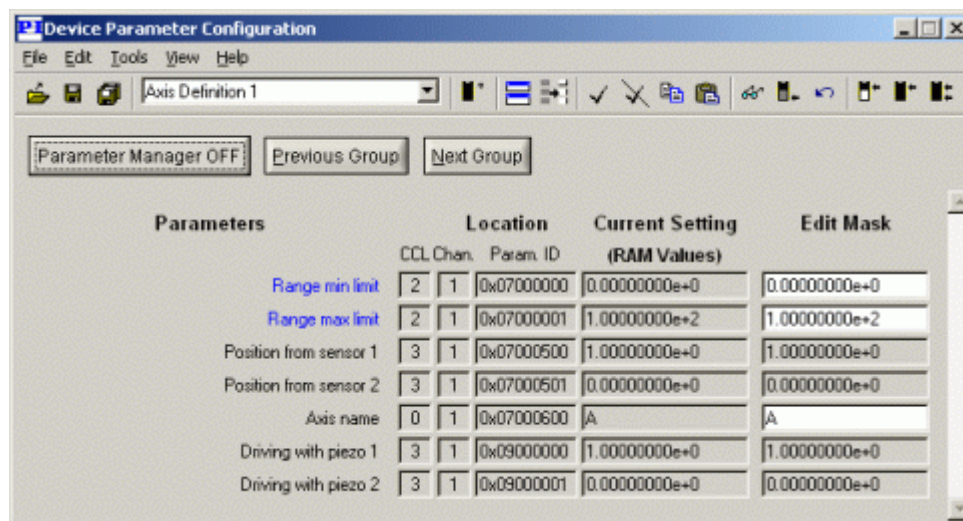 PI Device Parameter Configuration
File Edit Tools View Help
Axis Definition 1
Parameter Manager OFF Previous Group Next Group
Parameters Location Current Setting Edit Mask
CCL Chan. Param. ID (RAM Values)
Range min limit 2 1 0x07000000 0.00000000e+0 0.00000000e+0
Range max limit 2 1 0x07000001 1.00000000e+2 1.00000000e+2
Position from sensor 1 3 1 0x07000500 1.00000000e+0 1.00000000e+0
Position from sensor 2 3 1 0x07000501 0.00000000e+0 0.00000000e+0
Axis name 0 1 0x07000600 A A
Driving with piezo 1 3 1 0x09000000 1.00000000e+0 1.00000000e+0
Driving with piezo 2 3 1 0x09000001 0.00000000e+0 0.00000000e+0